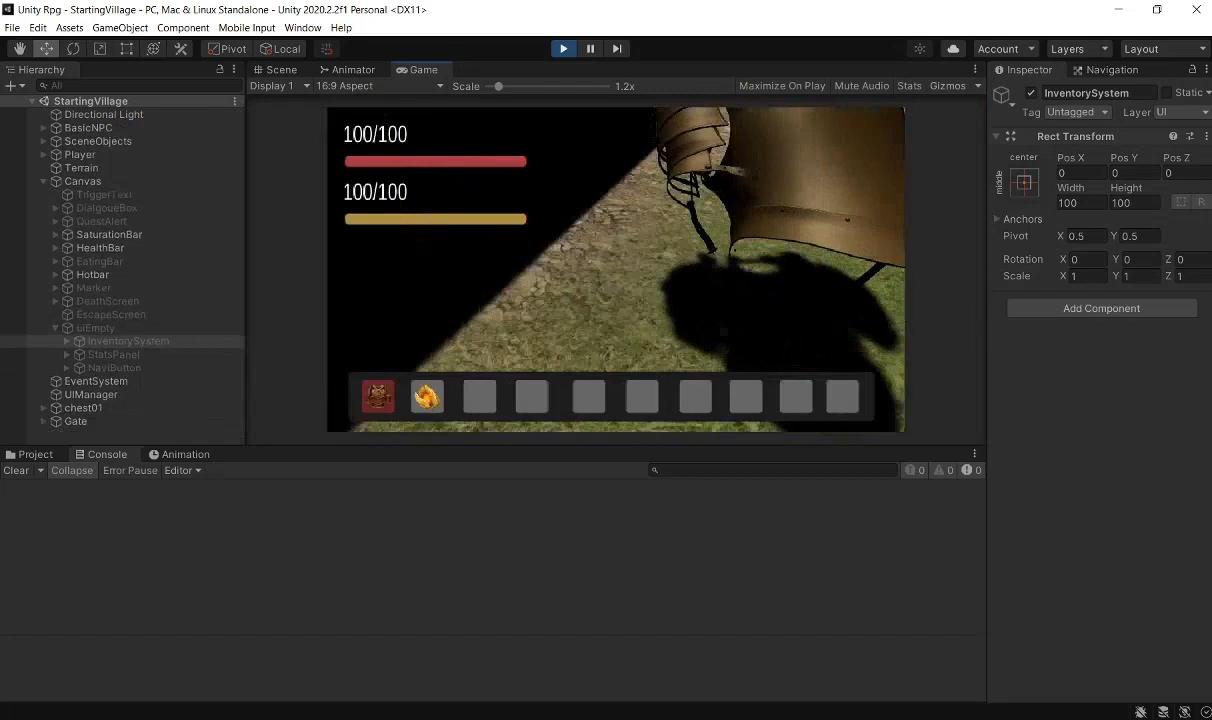 Unity Rpg - StartingVillage - PC, Mac & Linux Standalone - Unity 2020.2.2f1 Personal <DX11>
File Edit Assets GameObject Component Mobile Input Window Help
Pivot Local Account Layers Layout
Hierarchy
All
StartingVillage
Directional Light
BasicNPC
SceneObjects
Player
Terrain
Canvas
TriggerText
DialogueBox
QuestAlert
SaturationBar
HealthBar
EatingBar
Hotbar
Marker
DeathScreen
EscapeScreen
uiEmpty
InventorySystem
StatsPanel
NaviButton
EventSystem
UIManager
chest01
Gate
Scene Animator Game
Display 1 16:9 Aspect Scale 1.2x Maximize On Play Mute Audio Stats Gizmos
100/100
100/100
Inspector Navigation
InventorySystem Static
Tag Untagged Layer UI
Rect Transform
center
middle
Pos X Pos Y Pos Z
0 0 0
Width Height
100 100 R
Anchors
Pivot X 0.5 Y 0.5
Rotation X 0 Y 0 Z 0
Scale X 1 Y 1 Z 1
Add Component
Project Console Animation
Clear Collapse Error Pause Editor 0 0 0